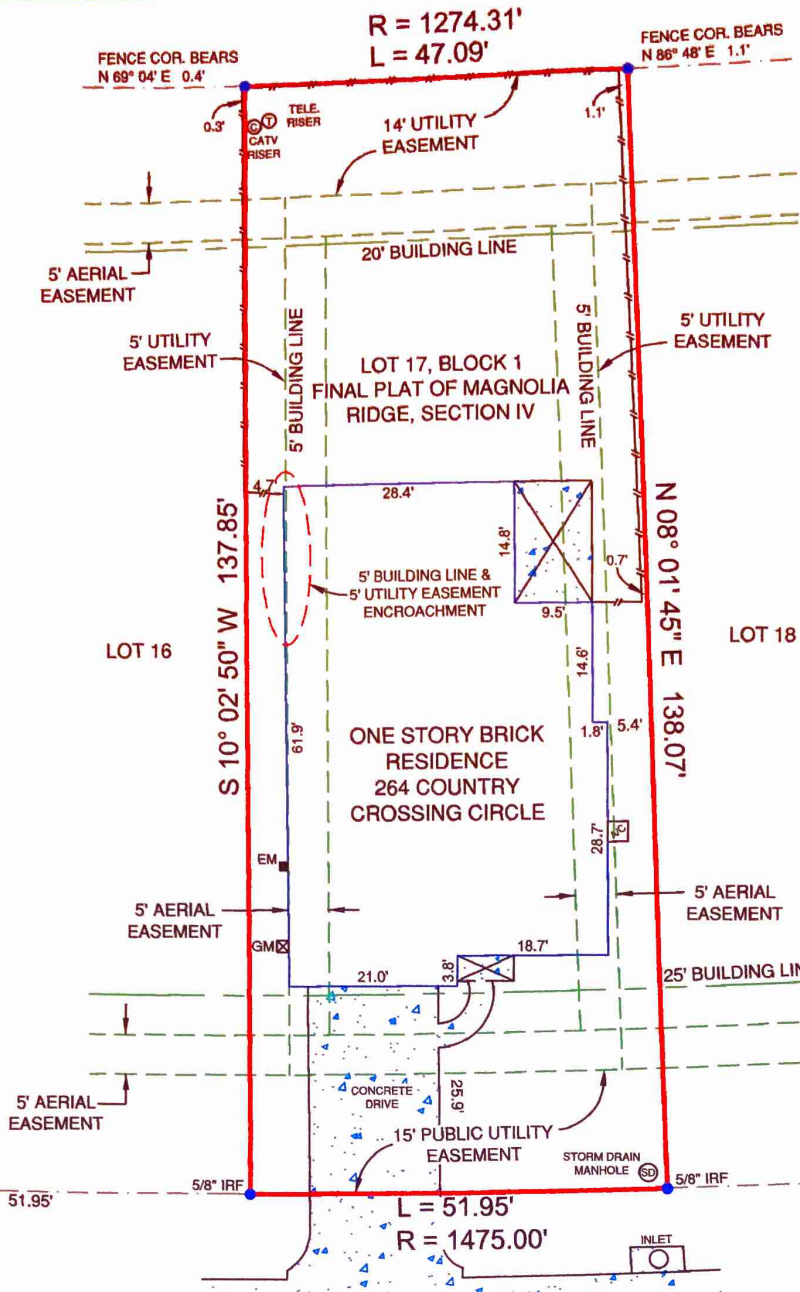 R = 1274.31'
L = 47.09'
FENCE COR. BEARS
N 69° 04' E 0.4'
FENCE COR. BEARS
N 86° 48' E 1.1'
0.3'
C T
TELE.
RISER
CATV
RISER
14' UTILITY
EASEMENT
1.1'
5' AERIAL
EASEMENT
20' BUILDING LINE
5' UTILITY
EASEMENT
5' BUILDING LINE
5' BUILDING LINE
5' UTILITY
EASEMENT
LOT 17, BLOCK 1
FINAL PLAT OF MAGNOLIA
RIDGE, SECTION IV
4.7'
28.4'
14.8'
9.5'
0.7'
5' BUILDING LINE &
5' UTILITY EASEMENT
ENCROACHMENT
S 10° 02' 50" W 137.85'
N 08° 01' 45" E 138.07'
LOT 16
LOT 18
14.6'
1.8'
5.4'
61.9'
ONE STORY BRICK
RESIDENCE
264 COUNTRY
CROSSING CIRCLE
28.7'
EM
5' AERIAL
EASEMENT
5' AERIAL
EASEMENT
GM
18.7'
3.8'
21.0'
25' BUILDING LIN
5' AERIAL
EASEMENT
CONCRETE
DRIVE
25.9'
15' PUBLIC UTILITY
EASEMENT
STORM DRAIN
MANHOLE
SD
5/8" IRF
5/8" IRF
51.95'
L = 51.95'
R = 1475.00'
INLET